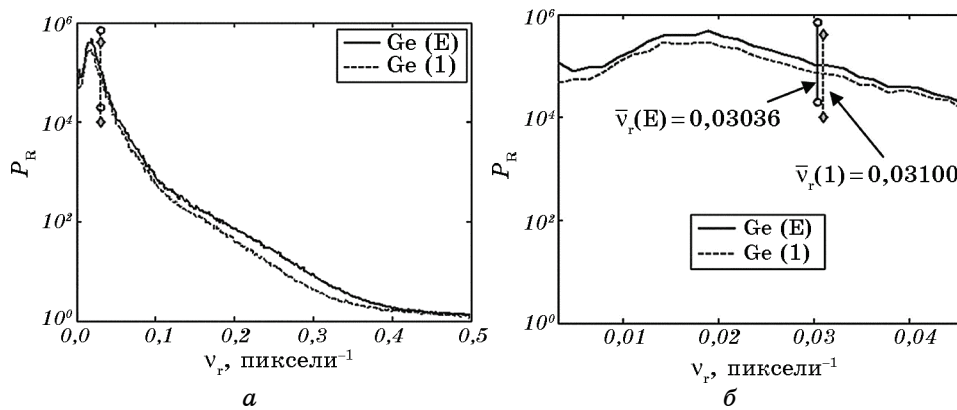 10⁶
10⁴
10²
10⁰
P_R
Ge (E)
Ge (1)
0,0 0,1 0,2 0,3 0,4 0,5
ν_r, пиксели⁻¹
а
10⁶
10⁴
10²
10⁰
P_R
ν̅_r(E)=0,03036
ν̅_r(1)=0,03100
Ge (E)
Ge (1)
0,01 0,02 0,03 0,04
ν_r, пиксели⁻¹
б